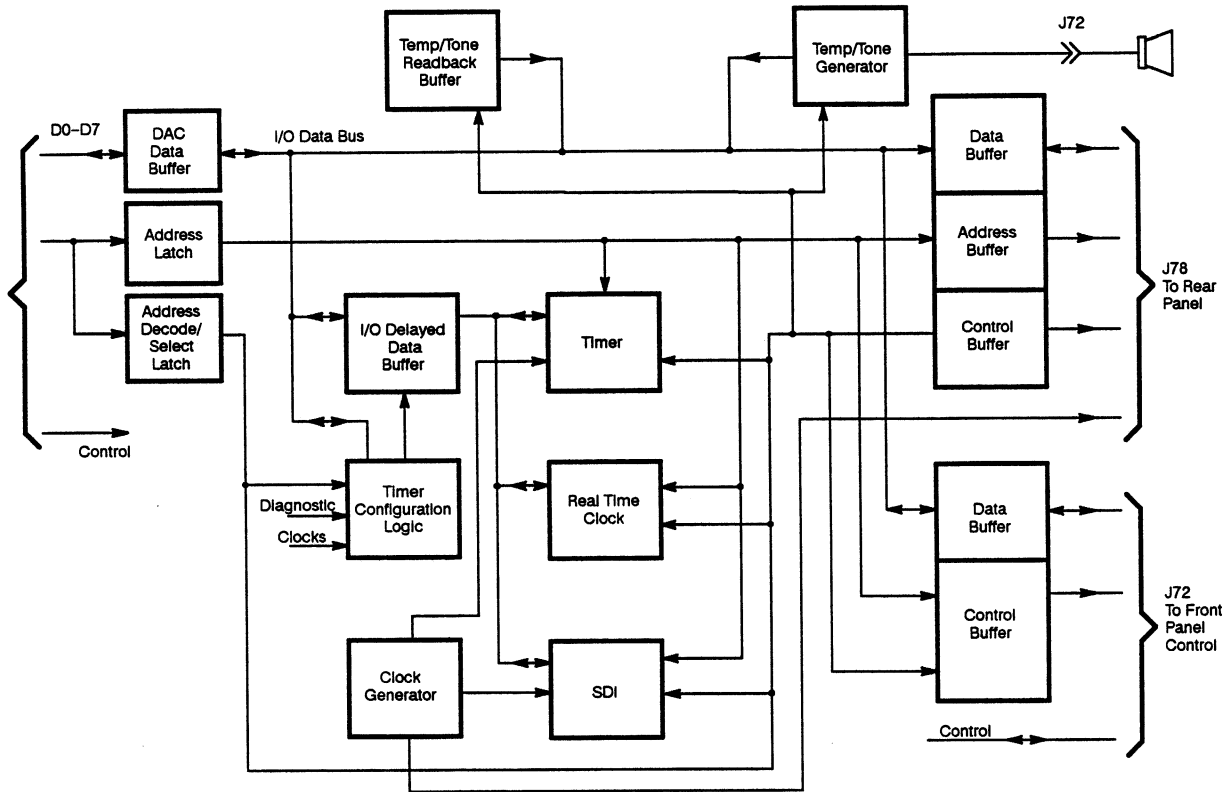 Temp/Tone
Readback
Buffer
Temp/Tone
Generator
J72
D0–D7
DAC
Data
Buffer
I/O Data Bus
Data
Buffer
Address
Latch
Address
Buffer
J78
To Rear
Panel
Address
Decode/
Select
Latch
I/O Delayed
Data
Buffer
Timer
Control
Buffer
Control
Timer
Configuration
Logic
Diagnostic
Clocks
Real Time
Clock
Data
Buffer
Control
Buffer
J72
To Front
Panel
Control
Clock
Generator
SDI
Control